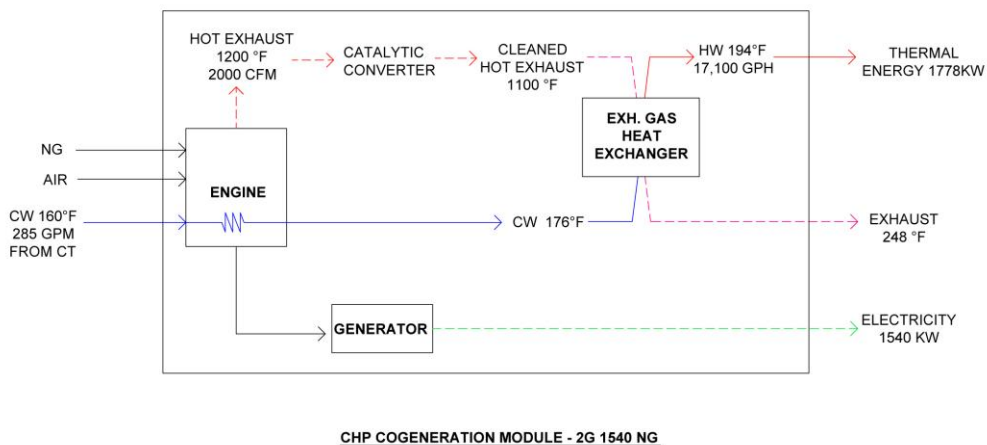 HOT EXHAUST
1200 °F
2000 CFM
CATALYTIC
CONVERTER
CLEANED
HOT EXHAUST
1100 °F
HW 194°F
17,100 GPH
THERMAL
ENERGY 1778KW
EXH. GAS
HEAT
EXCHANGER
NG
AIR
ENGINE
CW 160°F
285 GPM
FROM CT
CW 176°F
EXHAUST
248 °F
GENERATOR
ELECTRICITY
1540 KW
CHP COGENERATION MODULE - 2G 1540 NG